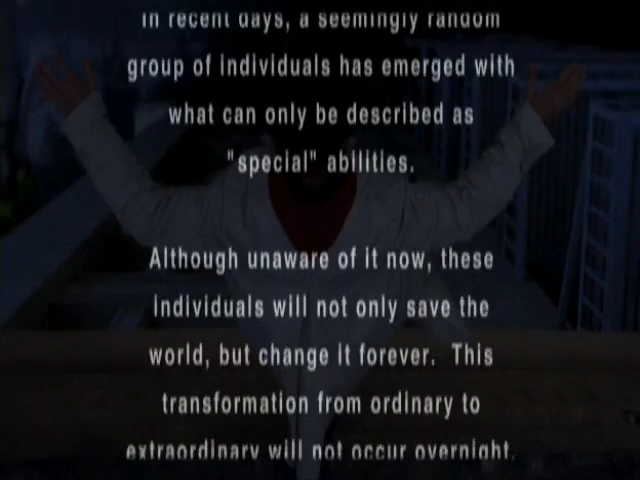 In recent days, a seemingly random
group of individuals has emerged with
what can only be described as
"special" abilities.
Although unaware of it now, these
individuals will not only save the
world, but change it forever. This
transformation from ordinary to
extraordinary will not occur overnight.